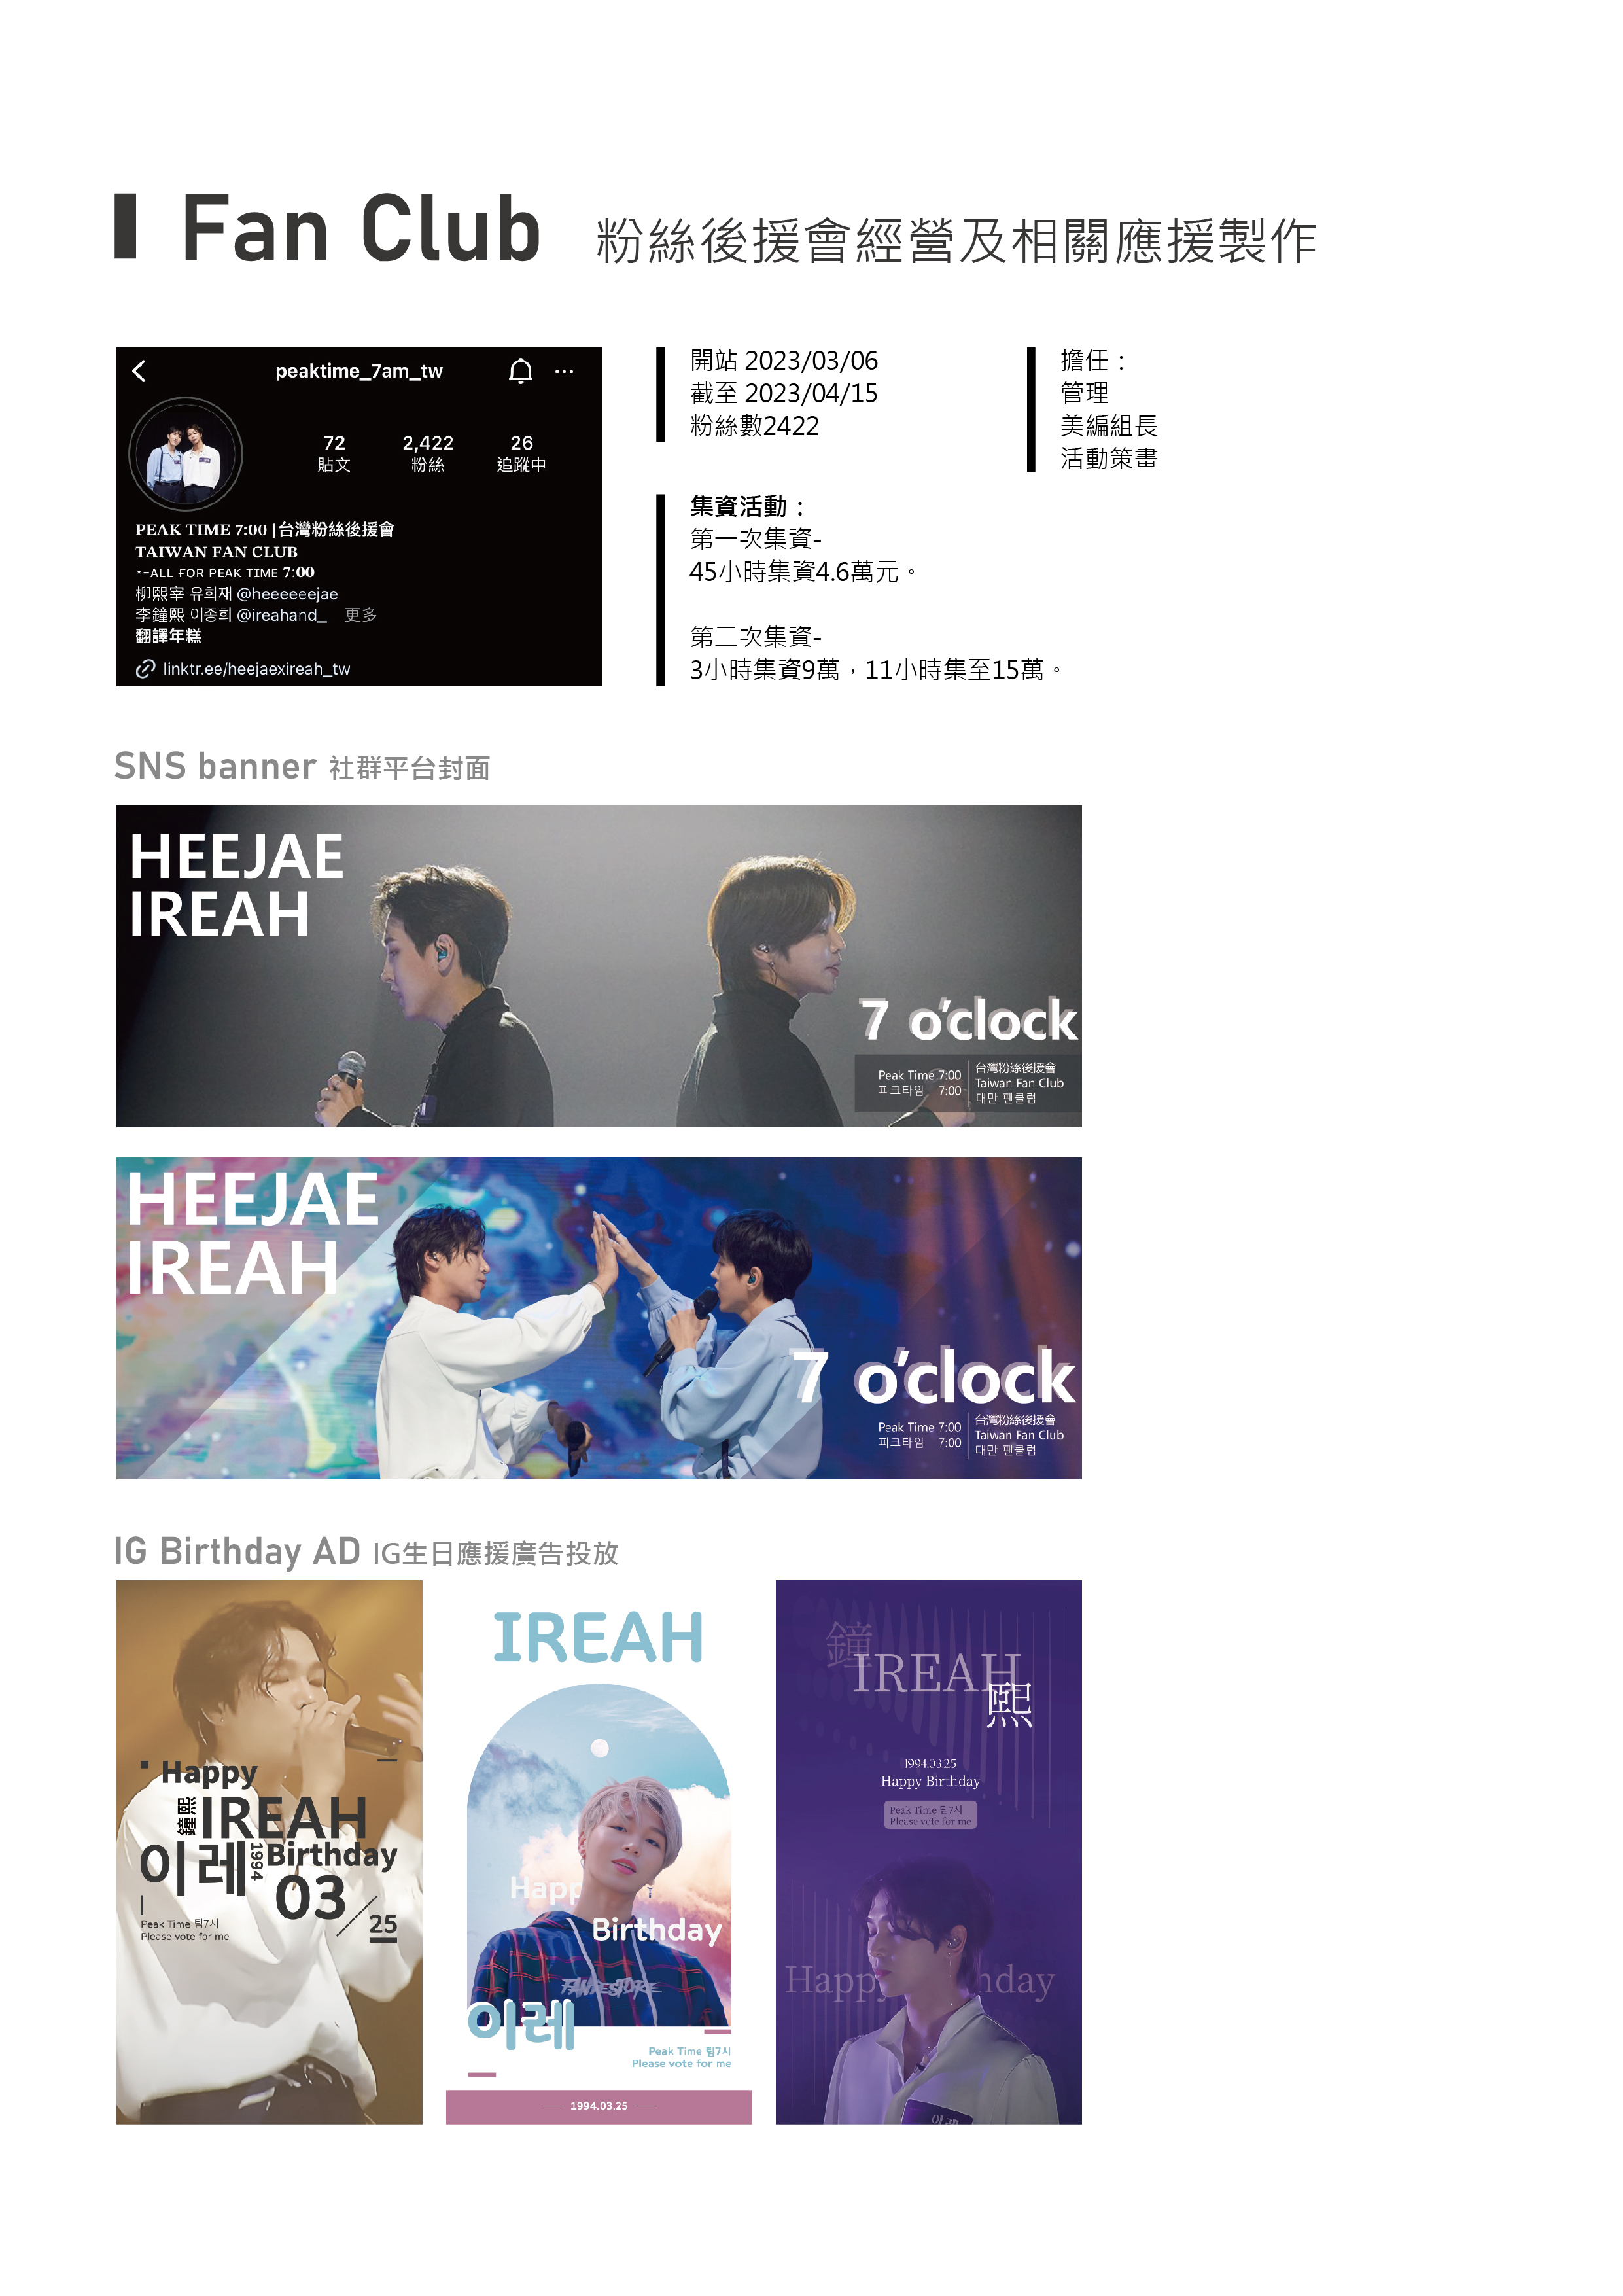 Fan Club 粉絲後援會經營及相關應援製作
peaktime_7am_tw
72 2,422 26
貼文 粉絲 追蹤中
PEAK TIME 7:00 | 台灣粉絲後援會
TAIWAN FAN CLUB
⋆–ALL FOR PEAK TIME 7:00
柳熙宰 유희재 @heeeeeejae
李鐘熙 이종희 @ireahand_ 更多
翻譯年糕
linktr.ee/heejaexireah_tw
開站 2023/03/06
截至 2023/04/15
粉絲數2422
擔任：
管理
美編組長
活動策畫
集資活動：
第一次集資-
45小時集資4.6萬元。
第二次集資-
3小時集資9萬，11小時集至15萬。
SNS banner 社群平台封面
HEEJAE
IREAH
7 o'clock
Peak Time 7:00
피크타임 7:00
台灣粉絲後援會
Taiwan Fan Club
대만 팬클럽
HEEJAE
IREAH
7 o'clock
Peak Time 7:00
피크타임 7:00
台灣粉絲後援會
Taiwan Fan Club
대만 팬클럽
IG Birthday AD IG生日應援廣告投放
Happy
鐘熙 IREAH
이레 1994 Birthday
03/25
Peak Time 팀7시
Please vote for me
IREAH
Happ
Birthday
이레
Peak Time 팀7시
Please vote for me
1994.03.25
鐘
IREAH
熙
1994.03.25
Happy Birthday
Peak Time 팀7시
Please vote for me
Happy hday
이레